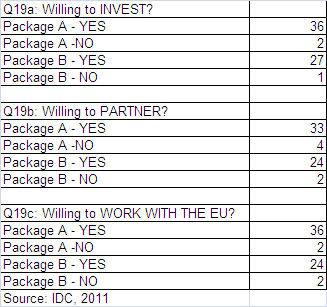 Q19a: Willing to INVEST?
Package A - YES 36
Package A -NO 2
Package B - YES 27
Package B - NO 1
Q19b: Willing to PARTNER?
Package A - YES 33
Package A -NO 4
Package B - YES 24
Package B - NO 2
Q19c: Willing to WORK WITH THE EU?
Package A - YES 36
Package A -NO 2
Package B - YES 24
Package B - NO 2
Source: IDC, 2011